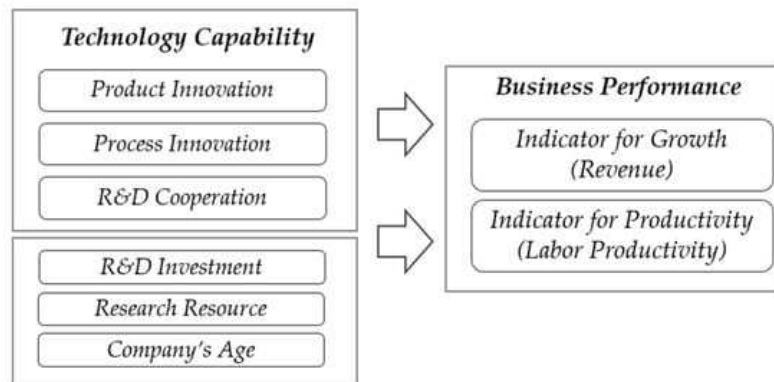 Technology Capability
Product Innovation
Process Innovation
R&D Cooperation
R&D Investment
Research Resource
Company's Age
Business Performance
Indicator for Growth
(Revenue)
Indicator for Productivity
(Labor Productivity)